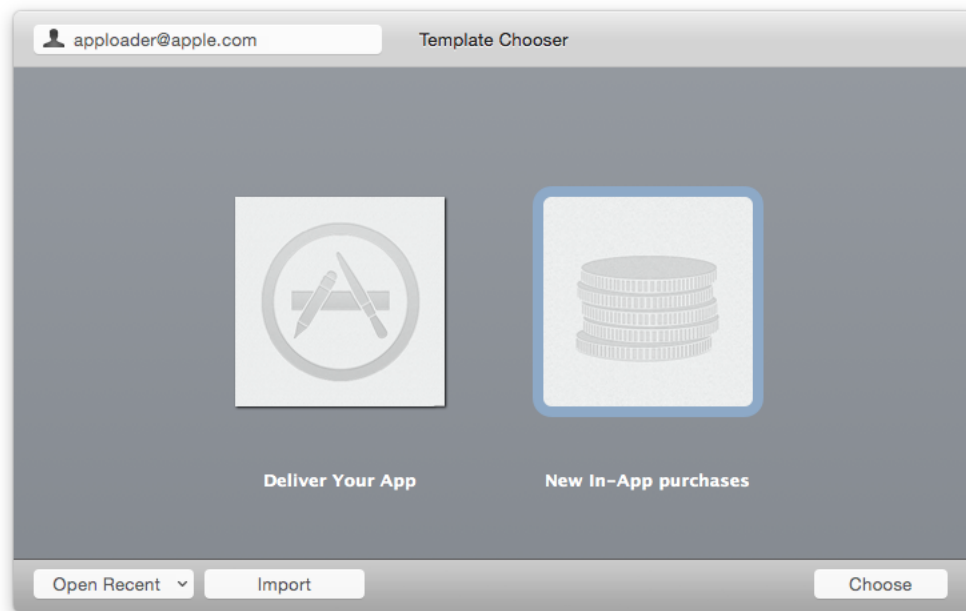 apploader@apple.com
Template Chooser
Deliver Your App
New In-App purchases
Open Recent
Import
Choose